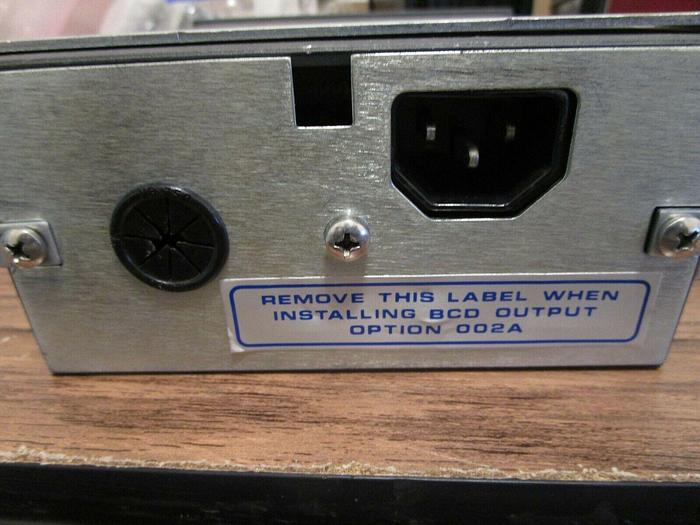 REMOVE THIS LABEL WHEN
INSTALLING BCD OUTPUT
OPTION 002A